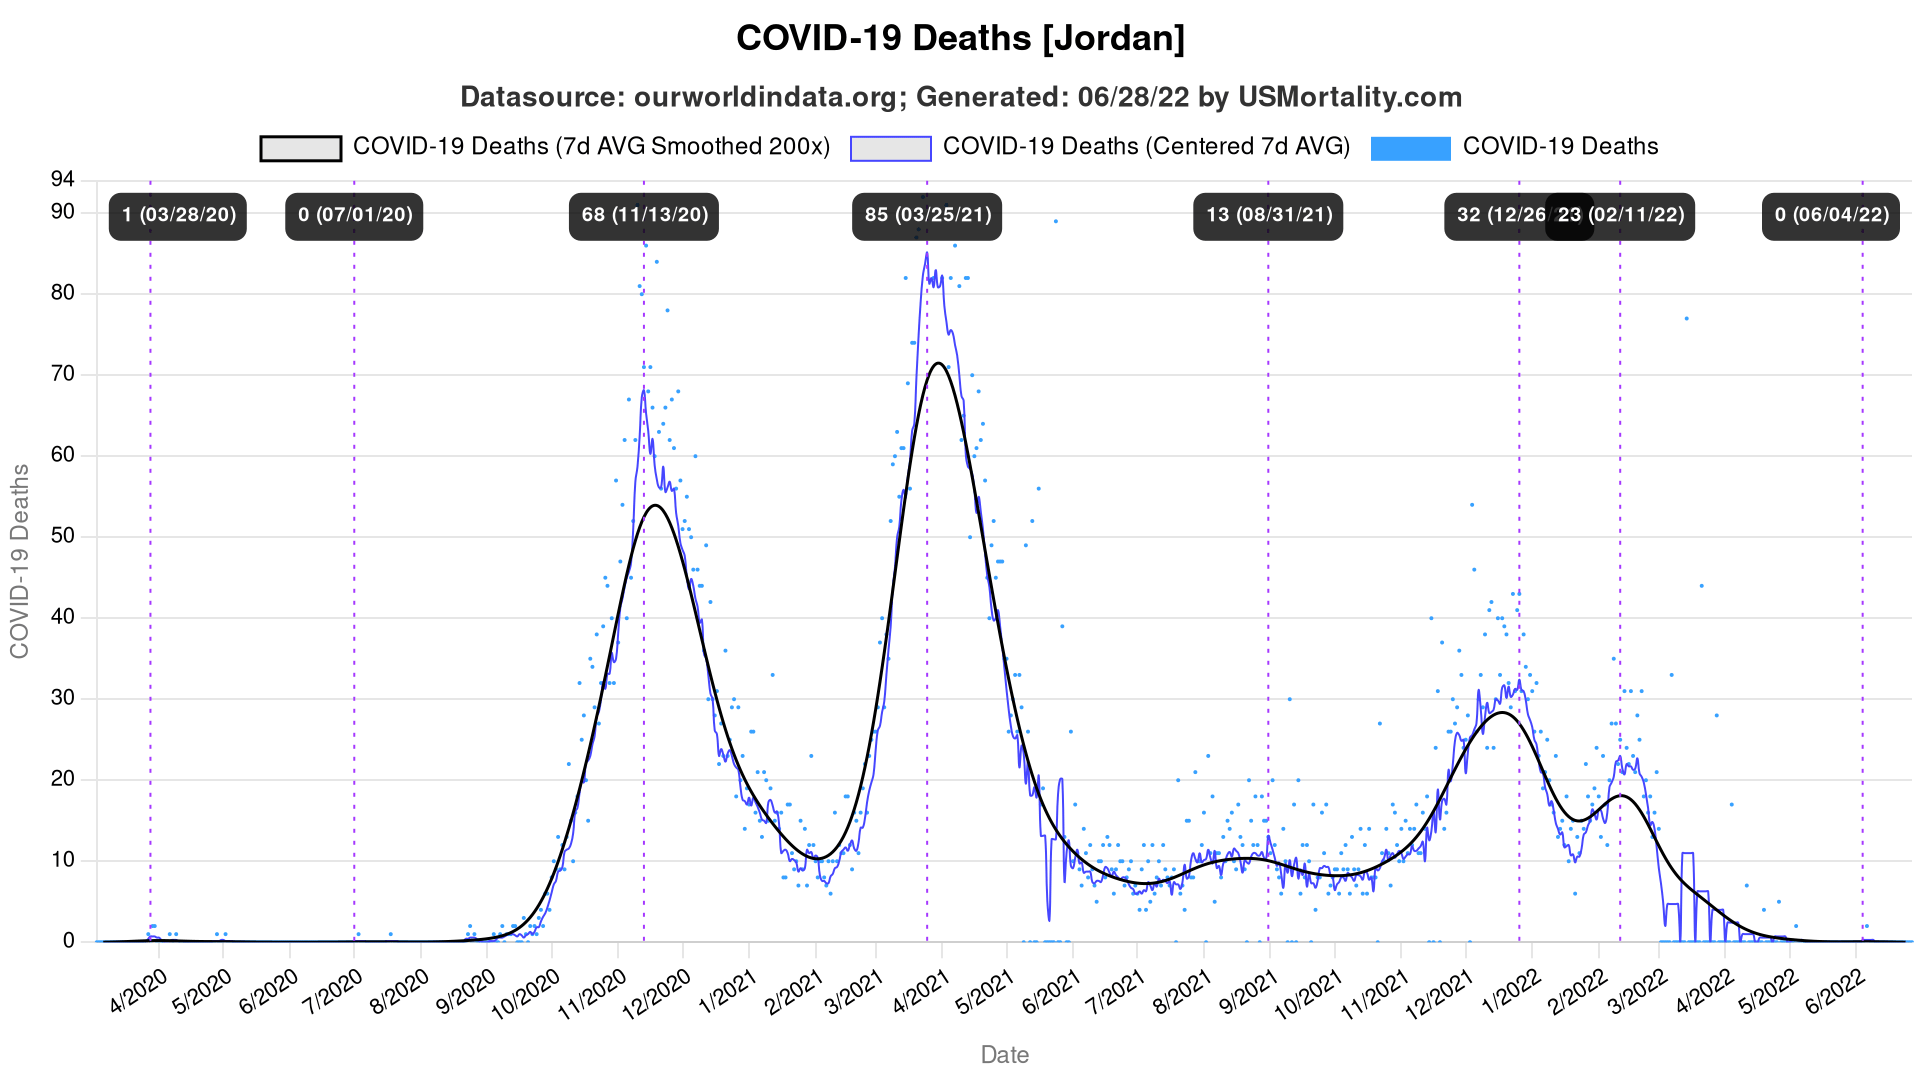 COVID-19 Deaths [Jordan]
Datasource: ourworldindata.org; Generated: 06/28/22 by USMortality.com
COVID-19 Deaths (7d AVG Smoothed 200x) COVID-19 Deaths (Centered 7d AVG) COVID-19 Deaths
94
90
80
70
60
50
40
30
20
10
0
COVID-19 Deaths
1 (03/28/20) 0 (07/01/20) 68 (11/13/20) 85 (03/25/21) 13 (08/31/21) 32 (12/26/ 23 (02/11/22) 0 (06/04/22)
4/2020 5/2020 6/2020 7/2020 8/2020 9/2020 10/2020 11/2020 12/2020 1/2021 2/2021 3/2021 4/2021 5/2021 6/2021 7/2021 8/2021 9/2021 10/2021 11/2021 12/2021 1/2022 2/2022 3/2022 4/2022 5/2022 6/2022
Date